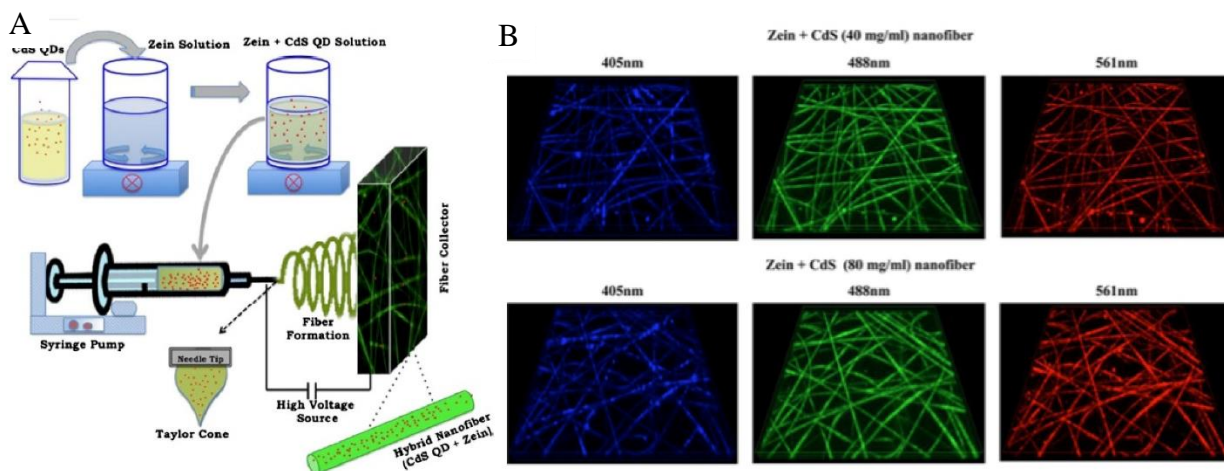 A
CdS QDs
Zein Solution
Zein + CdS QD Solution
Fiber Collector
Fiber
Formation
Syringe Pump
Needle Tip
High Voltage
Source
Taylor Cone
Hybrid Nanofiber
(CdS QD + Zein)
B
Zein + CdS (40 mg/ml) nanofiber
405nm 488nm 561nm
Zein + CdS (80 mg/ml) nanofiber
405nm 488nm 561nm